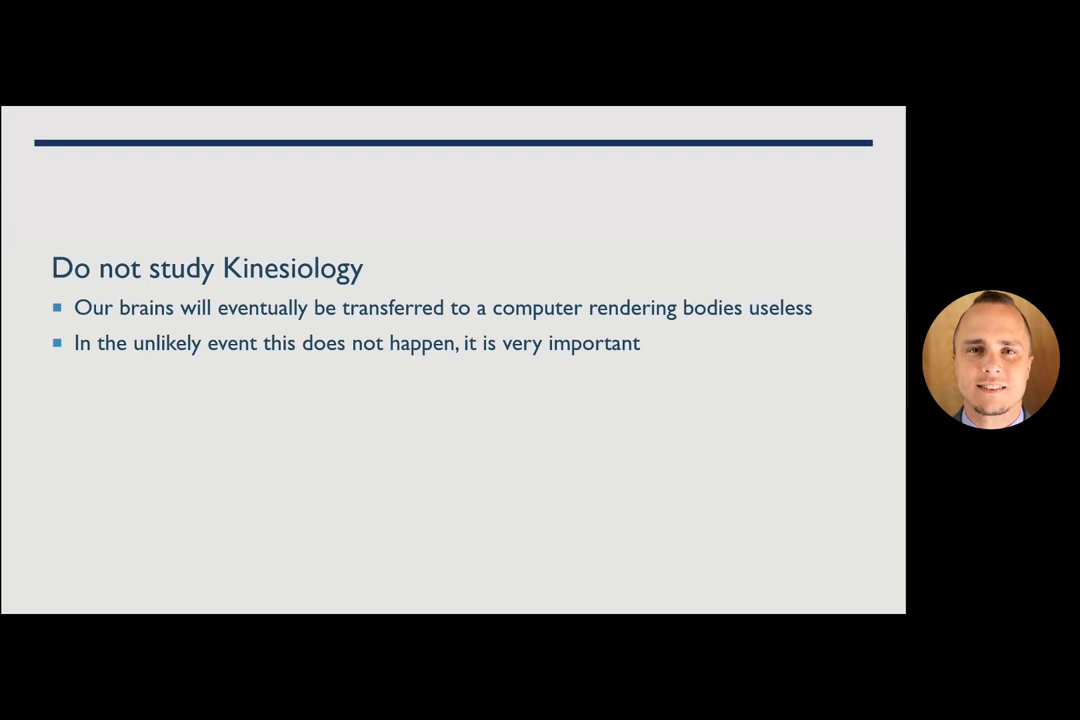 Do not study Kinesiology
Our brains will eventually be transferred to a computer rendering bodies useless
In the unlikely event this does not happen, it is very important